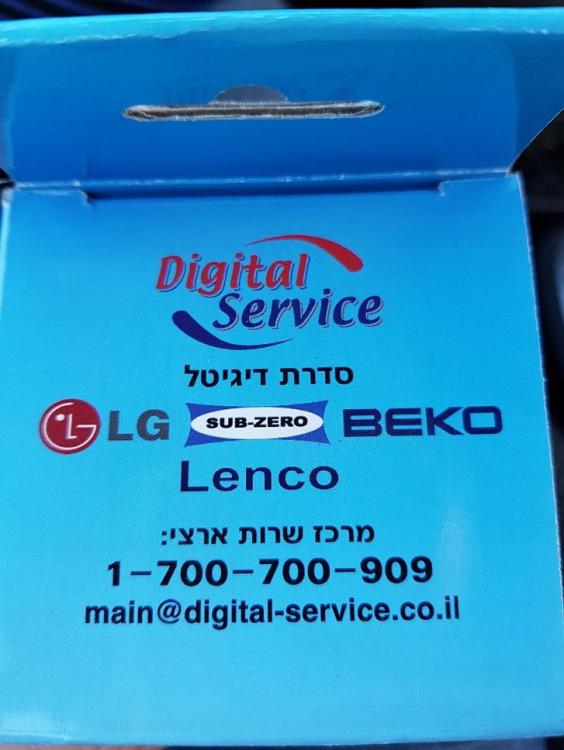 Digital
Service
סדרת דיגיטל
LG SUB-ZERO BEKO
Lenco
מרכז שרות ארצי:
1-700-700-909
main@digital-service.co.il